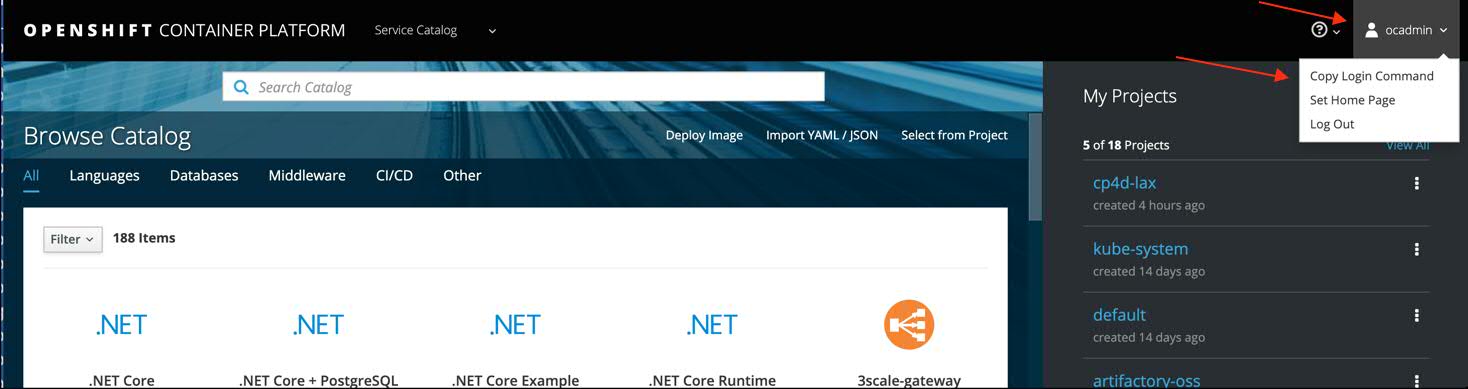 OPENSHIFT CONTAINER PLATFORM
Service Catalog
ocadmin
Copy Login Command
Set Home Page
Log Out
Search Catalog
Browse Catalog
Deploy Image
Import YAML / JSON
Select from Project
All
Languages
Databases
Middleware
CI/CD
Other
Filter
188 Items
.NET
.NET
.NET
.NET
.NET Core
.NET Core + PostgreSQL
.NET Core Example
.NET Core Runtime
3scale-gateway
My Projects
5 of 18 Projects
View All
cp4d-lax
created 4 hours ago
kube-system
created 14 days ago
default
created 14 days ago
artifactory-oss